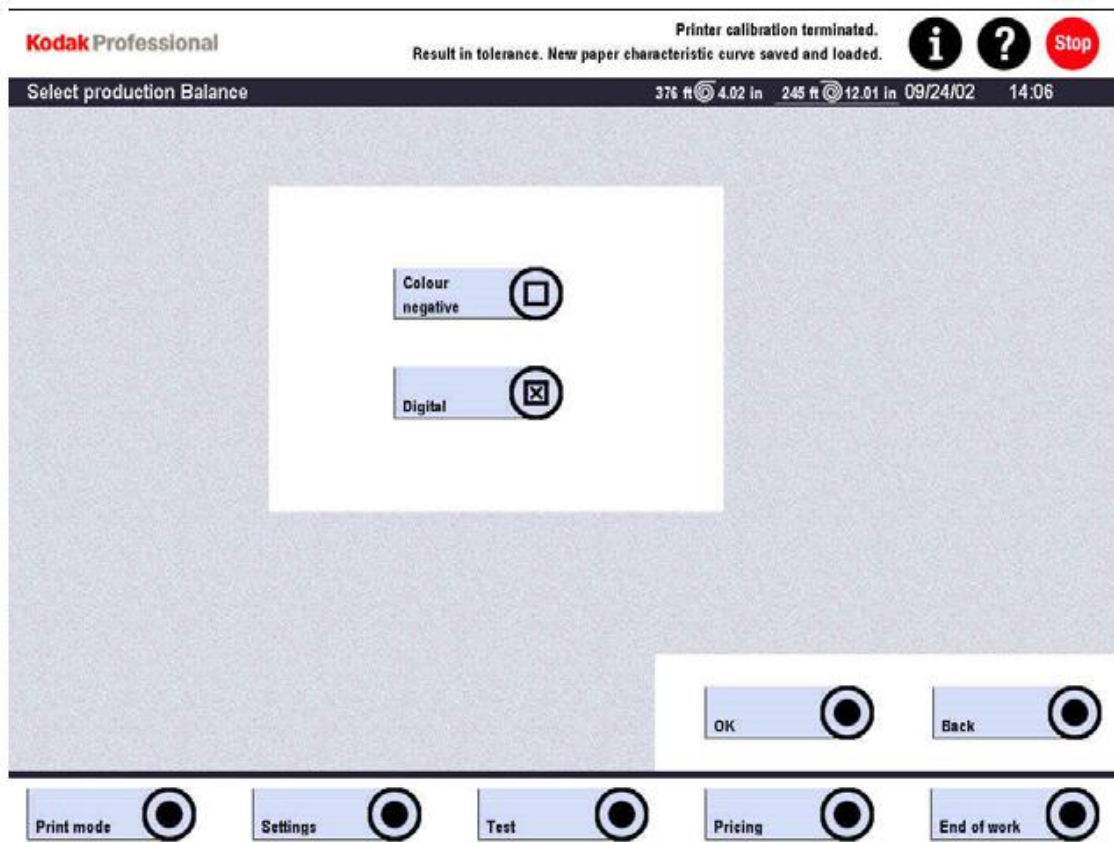 Kodak Professional
Printer calibration terminated.
Result in tolerance. New paper characteristic curve saved and loaded.
i ? Stop
Select production Balance 376 ft 4.02 in 245 ft 12.01 in 09/24/02 14:06
Colour
negative
Digital
OK Back
Print mode Settings Test Pricing End of work